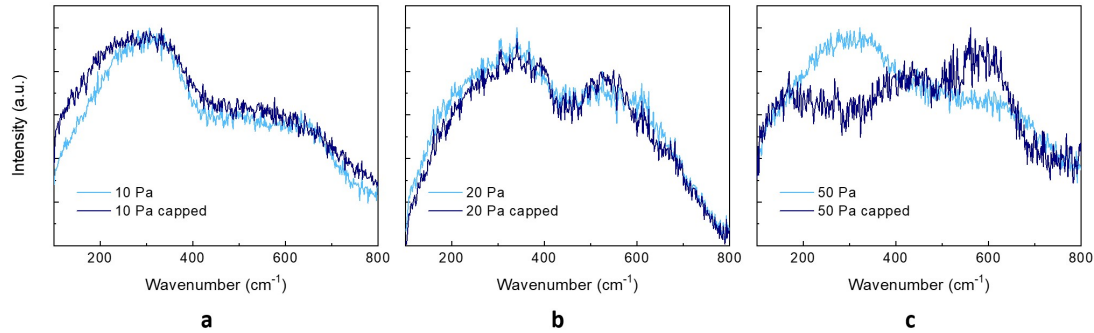 Intensity (a.u.)
10 Pa
10 Pa capped
200 400 600 800
Wavenumber (cm⁻¹)
a
20 Pa
20 Pa capped
200 400 600 800
Wavenumber (cm⁻¹)
b
50 Pa
50 Pa capped
200 400 600 800
Wavenumber (cm⁻¹)
c